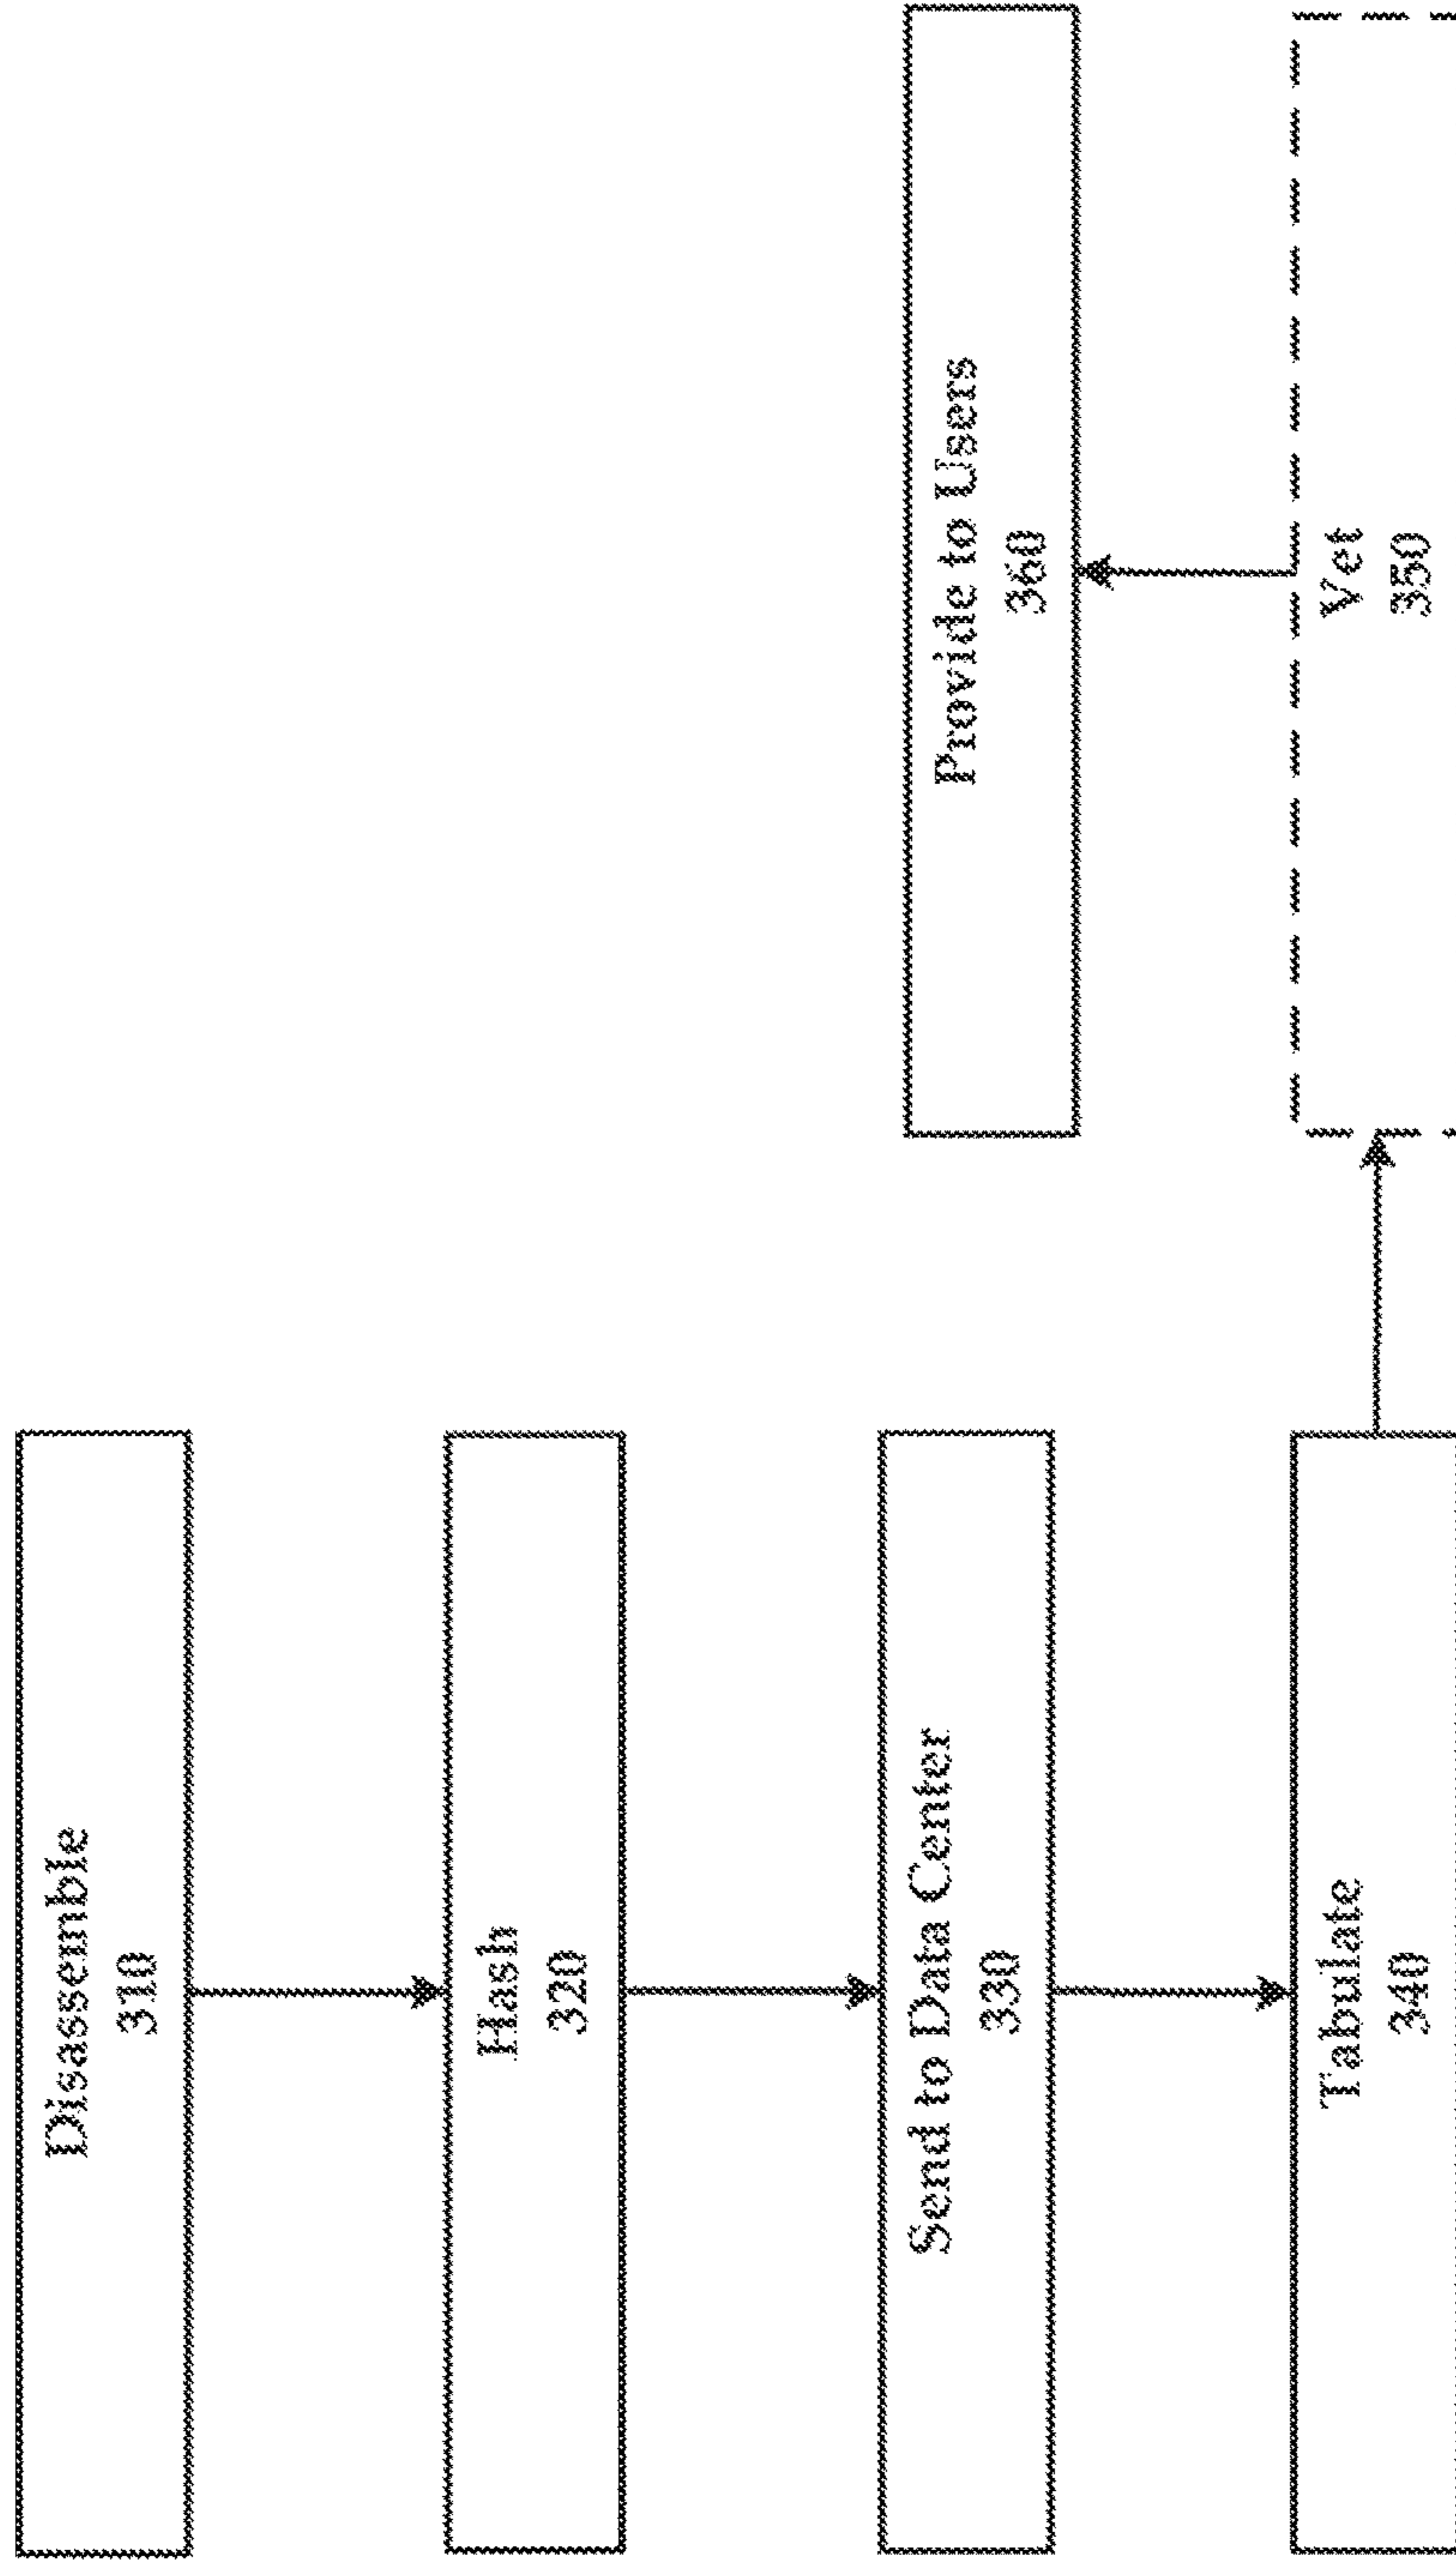 Disassemble
310
Hash
320
Send to Data Center
330
Tabulate
340
Vet
350
Provide to Users
360